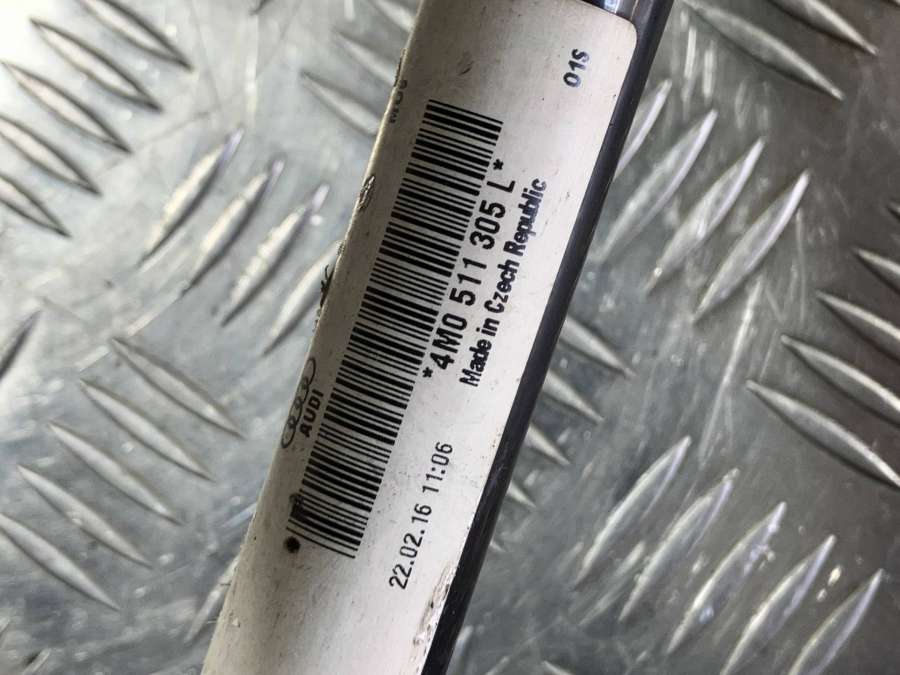 01S
AUDI
*4M0 511 305 L*
Made in Czech Republic
22.02.16 11:06